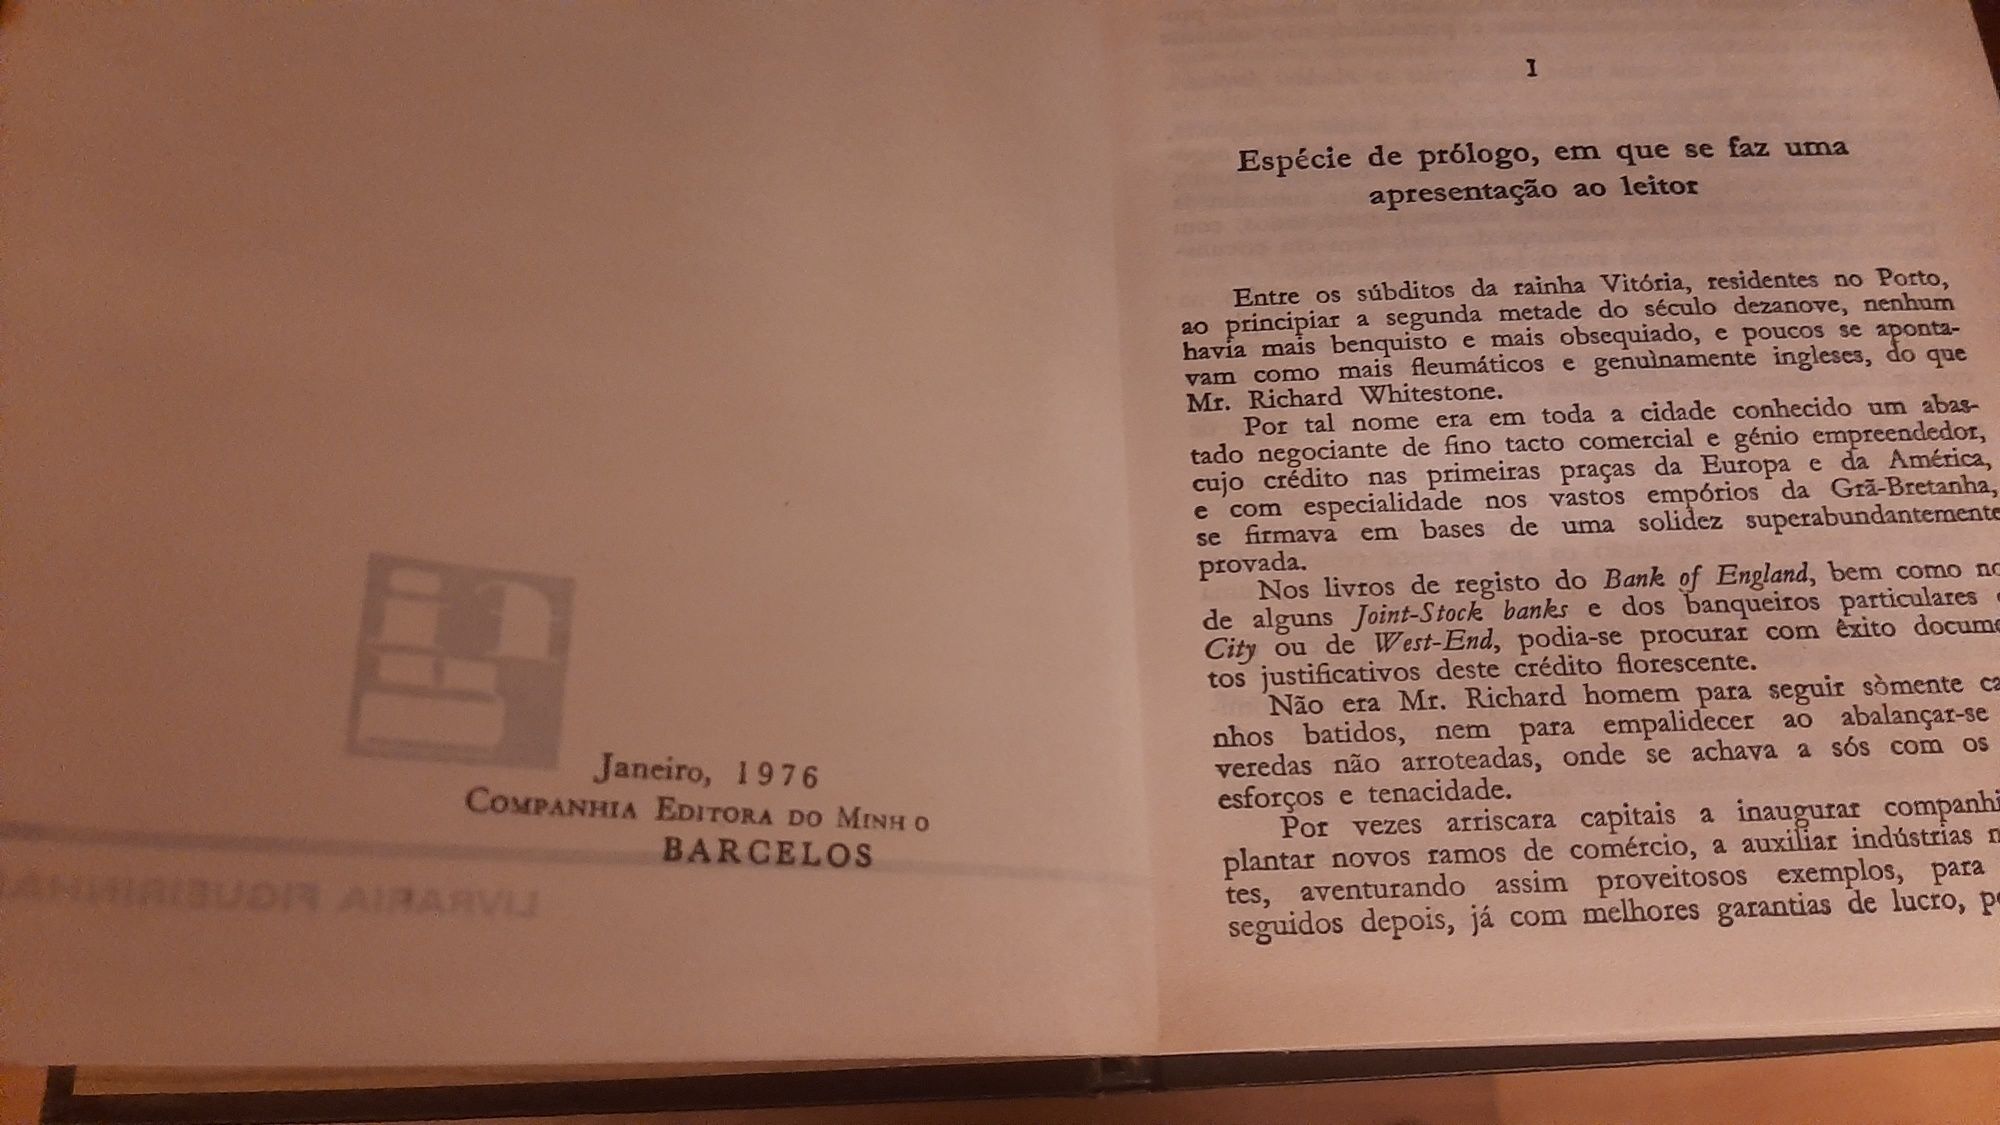 Janeiro, 1976
COMPANHIA EDITORA DO MINHO
BARCELOS
LIVRARIA FIGUEIRINHAS
I
Espécie de prólogo, em que se faz uma
apresentação ao leitor
Entre os súbditos da rainha Vitória, residentes no Porto,
ao principiar a segunda metade do século dezanove, nenhum
havia mais benquisto e mais obsequiado, e poucos se aponta-
vam como mais fleumáticos e genuìnamente ingleses, do que
Mr. Richard Whitestone.
Por tal nome era em toda a cidade conhecido um abas-
tado negociante de fino tacto comercial e génio empreendedor,
cujo crédito nas primeiras praças da Europa e da América,
e com especialidade nos vastos empórios da Grã-Bretanha,
se firmava em bases de uma solidez superabundantemente
provada.
Nos livros de registo do Bank of England, bem como no
de alguns Joint-Stock banks e dos banqueiros particulares
City ou de West-End, podia-se procurar com êxito docume
tos justificativos deste crédito florescente.
Não era Mr. Richard homem para seguir sòmente ca
nhos batidos, nem para empalidecer ao abalançar-se
veredas não arroteadas, onde se achava a sós com os
esforços e tenacidade.
Por vezes arriscara capitais a inaugurar companhi
plantar novos ramos de comércio, a auxiliar indústrias n
tes, aventurando assim proveitosos exemplos, para
seguidos depois, já com melhores garantias de lucro, p